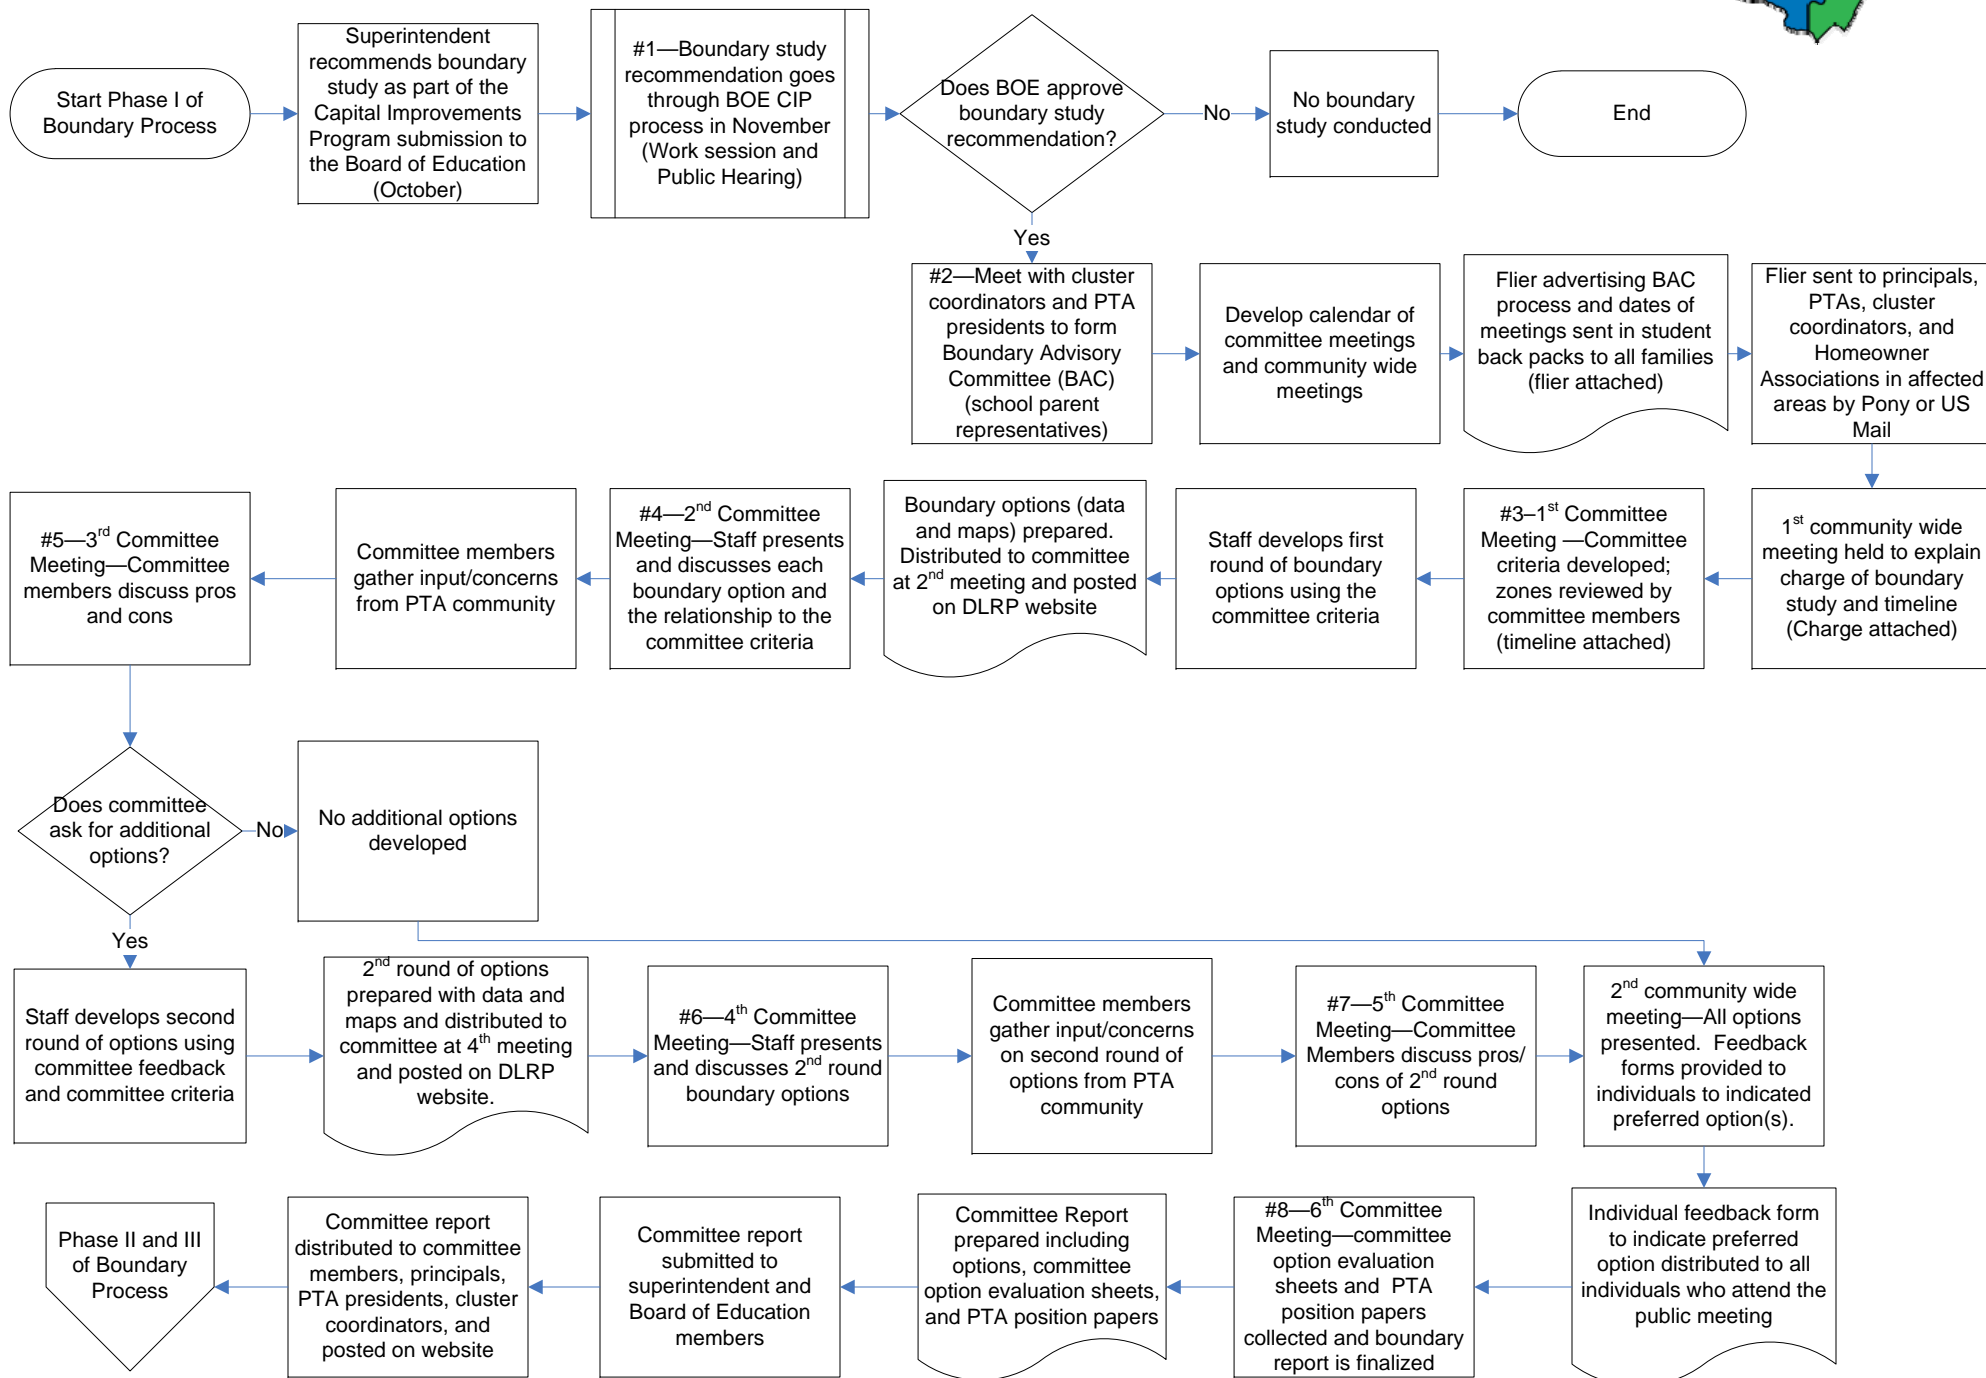 Start Phase I of
Boundary Process
Superintendent
recommends boundary
study as part of the
Capital Improvements
Program submission to
the Board of Education
(October)
#1—Boundary study
recommendation goes
through BOE CIP
process in November
(Work session and
Public Hearing)
Does BOE approve
boundary study
recommendation?
No
No boundary
study conducted
End
Yes
#2—Meet with cluster
coordinators and PTA
presidents to form
Boundary Advisory
Committee (BAC)
(school parent
representatives)
Develop calendar of
committee meetings
and community wide
meetings
Flier advertising BAC
process and dates of
meetings sent in student
back packs to all families
(flier attached)
Flier sent to principals,
PTAs, cluster
coordinators, and
Homeowner
Associations in affected
areas by Pony or US
Mail
1st community wide
meeting held to explain
charge of boundary
study and timeline
(Charge attached)
#3–1st Committee
Meeting —Committee
criteria developed;
zones reviewed by
committee members
(timeline attached)
Staff develops first
round of boundary
options using the
committee criteria
Boundary options (data
and maps) prepared.
Distributed to committee
at 2nd meeting and posted
on DLRP website
#4—2nd Committee
Meeting—Staff presents
and discusses each
boundary option and
the relationship to the
committee criteria
Committee members
gather input/concerns
from PTA community
#5—3rd Committee
Meeting—Committee
members discuss pros
and cons
Does committee
ask for additional
options?
No
No additional options
developed
Yes
Staff develops second
round of options using
committee feedback
and committee criteria
2nd round of options
prepared with data and
maps and distributed to
committee at 4th meeting
and posted on DLRP
website.
#6—4th Committee
Meeting—Staff presents
and discusses 2nd round
boundary options
Committee members
gather input/concerns
on second round of
options from PTA
community
#7—5th Committee
Meeting—Committee
Members discuss pros/
cons of 2nd round
options
2nd community wide
meeting—All options
presented.  Feedback
forms provided to
individuals to indicated
preferred option(s).
Individual feedback form
to indicate preferred
option distributed to all
individuals who attend the
public meeting
#8—6th Committee
Meeting—committee
option evaluation
sheets and  PTA
position papers
collected and boundary
report is finalized
Committee Report
prepared including
options, committee
option evaluation sheets,
and PTA position papers
Committee report
submitted to
superintendent and
Board of Education
members
Committee report
distributed to committee
members, principals,
PTA presidents, cluster
coordinators, and
posted on website
Phase II and III
of Boundary
Process